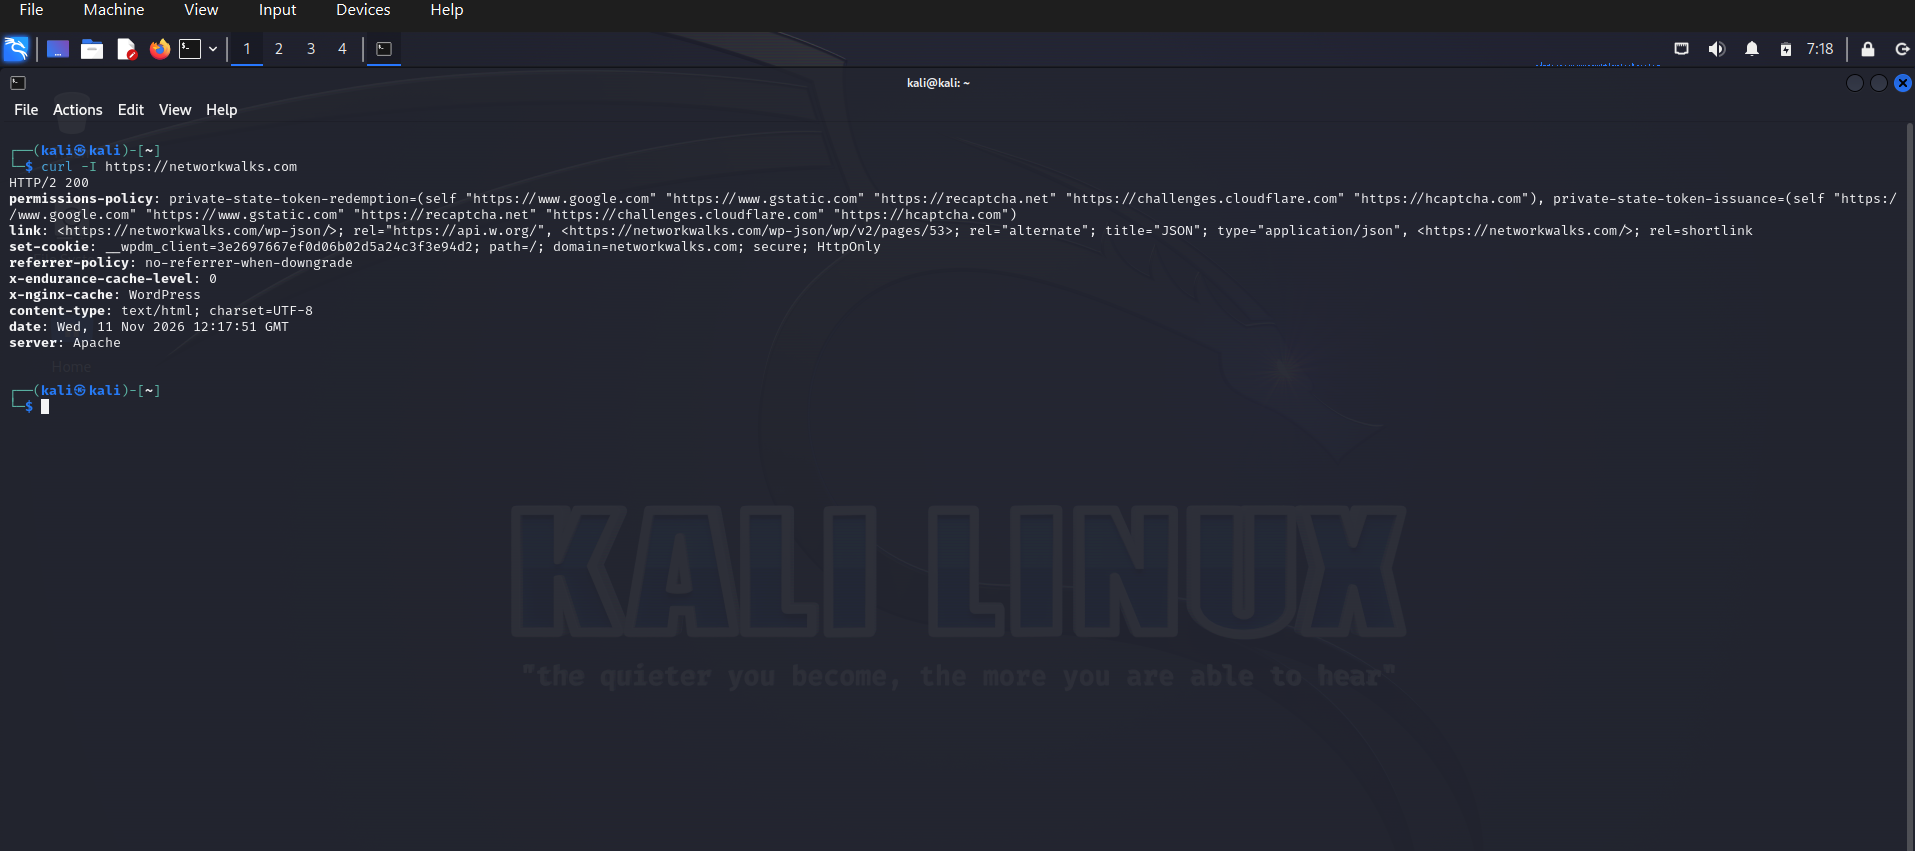 File Machine View Input Devices Help
1 2 3 4 7:18
kali@kali: ~
File Actions Edit View Help
┌──(kali㉿kali)-[~]
└─$ curl -I https://networkwalks.com
HTTP/2 200
permissions-policy: private-state-token-redemption=(self "https://www.google.com" "https://www.gstatic.com" "https://recaptcha.net" "https://challenges.cloudflare.com" "https://hcaptcha.com"), private-state-token-issuance=(self "https:/
/www.google.com" "https://www.gstatic.com" "https://recaptcha.net" "https://challenges.cloudflare.com" "https://hcaptcha.com")
link: <https://networkwalks.com/wp-json/>; rel="https://api.w.org/", <https://networkwalks.com/wp-json/wp/v2/pages/53>; rel="alternate"; title="JSON"; type="application/json", <https://networkwalks.com/>; rel=shortlink
set-cookie: __wpdm_client=3e2697667ef0d06b02d5a24c3f3e94d2; path=/; domain=networkwalks.com; secure; HttpOnly
referrer-policy: no-referrer-when-downgrade
x-endurance-cache-level: 0
x-nginx-cache: WordPress
content-type: text/html; charset=UTF-8
date: Wed, 11 Nov 2026 12:17:51 GMT
server: Apache
Home
┌──(kali㉿kali)-[~]
└─$
KALI LINUX
"the quieter you become, the more you are able to hear"